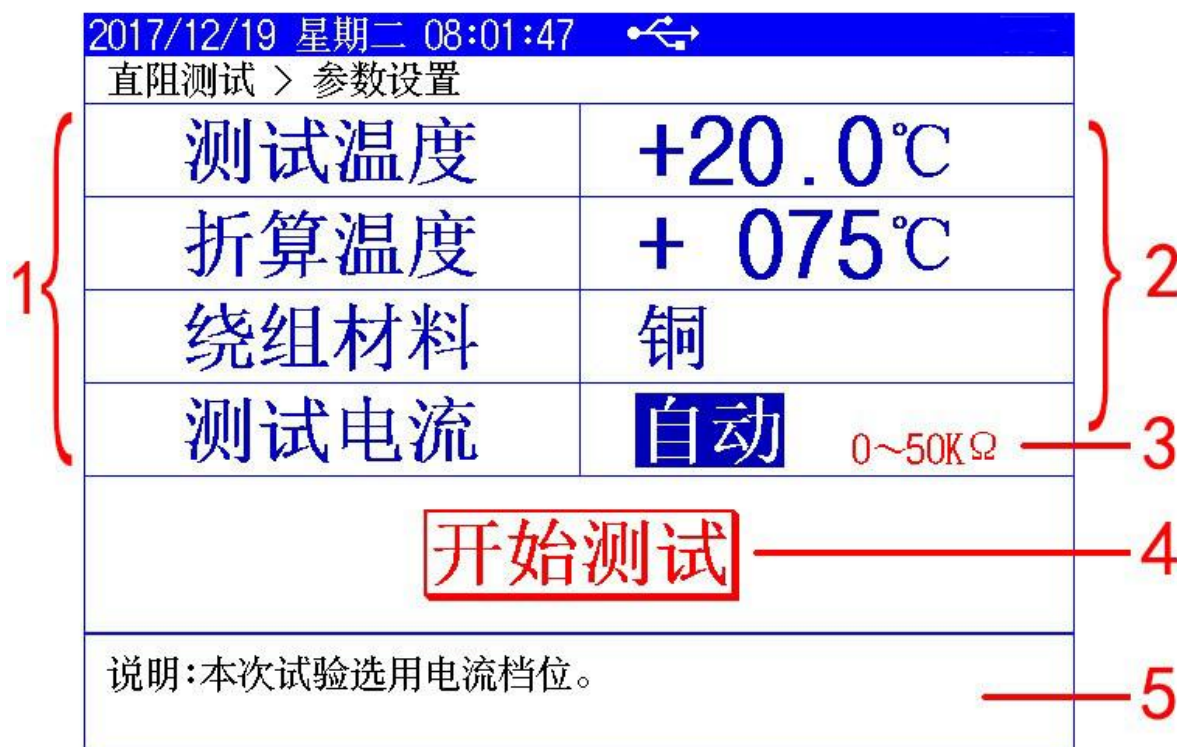 2017/12/19 星期二 08:01:47
直阻测试 > 参数设置
测试温度 +20.0℃
折算温度 + 075℃
绕组材料 铜
测试电流 自动 0~50KΩ
开始测试
说明:本次试验选用电流档位。
1
2
3
4
5